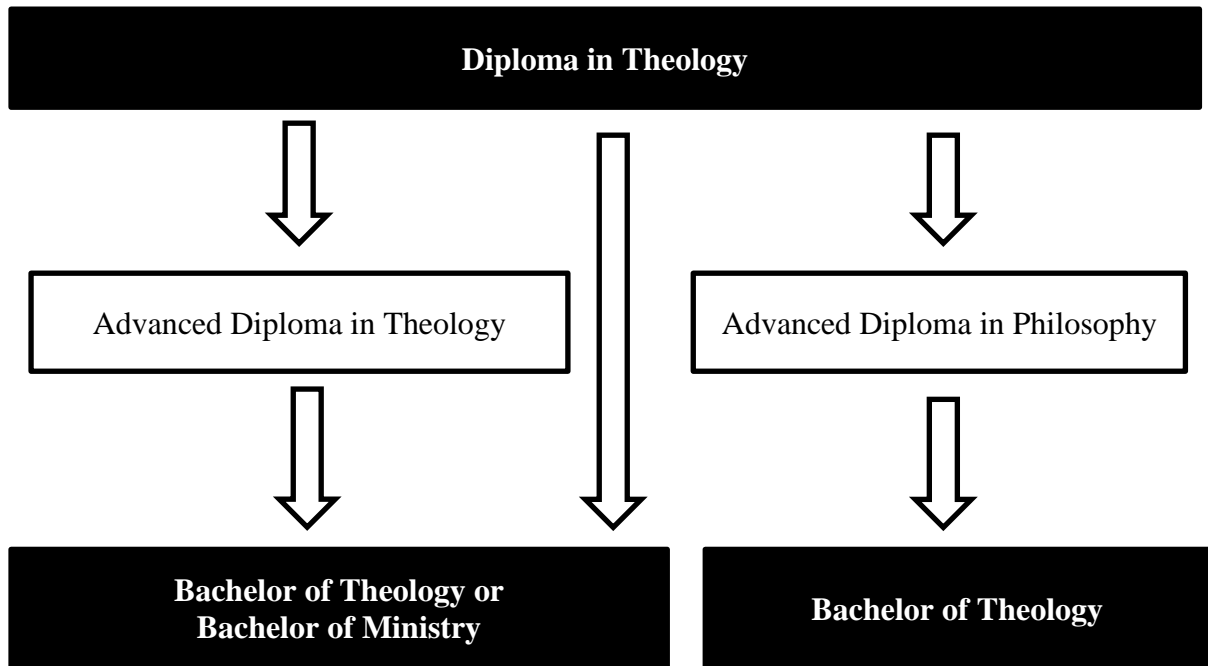 Diploma in Theology
Advanced Diploma in Theology
Advanced Diploma in Philosophy
Bachelor of Theology or
Bachelor of Ministry
Bachelor of Theology